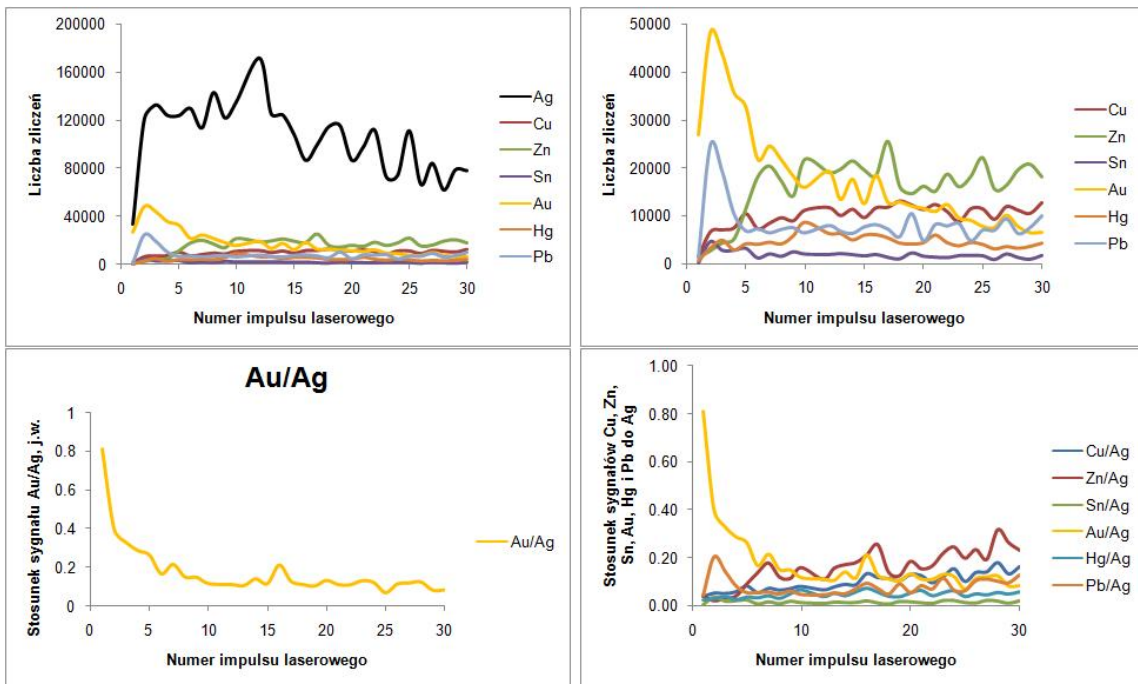 200000
160000
120000
80000
40000
0
Liczba zliczeń
0 5 10 15 20 25 30
Numer impulsu laserowego
Ag
Cu
Zn
Sn
Au
Hg
Pb
50000
40000
30000
20000
10000
0
Liczba zliczeń
0 5 10 15 20 25 30
Numer impulsu laserowego
Cu
Zn
Sn
Au
Hg
Pb
Au/Ag
1
0.8
0.6
0.4
0.2
0
Stosunek sygnału Au/Ag, j.w.
0 5 10 15 20 25 30
Numer impulsu laserowego
Au/Ag
1.00
0.80
0.60
0.40
0.20
0.00
Stosunek sygnałów Cu, Zn,
Sn, Au, Hg i Pb do Ag
0 10 20 30
Numer impulsu laserowego
Cu/Ag
Zn/Ag
Sn/Ag
Au/Ag
Hg/Ag
Pb/Ag